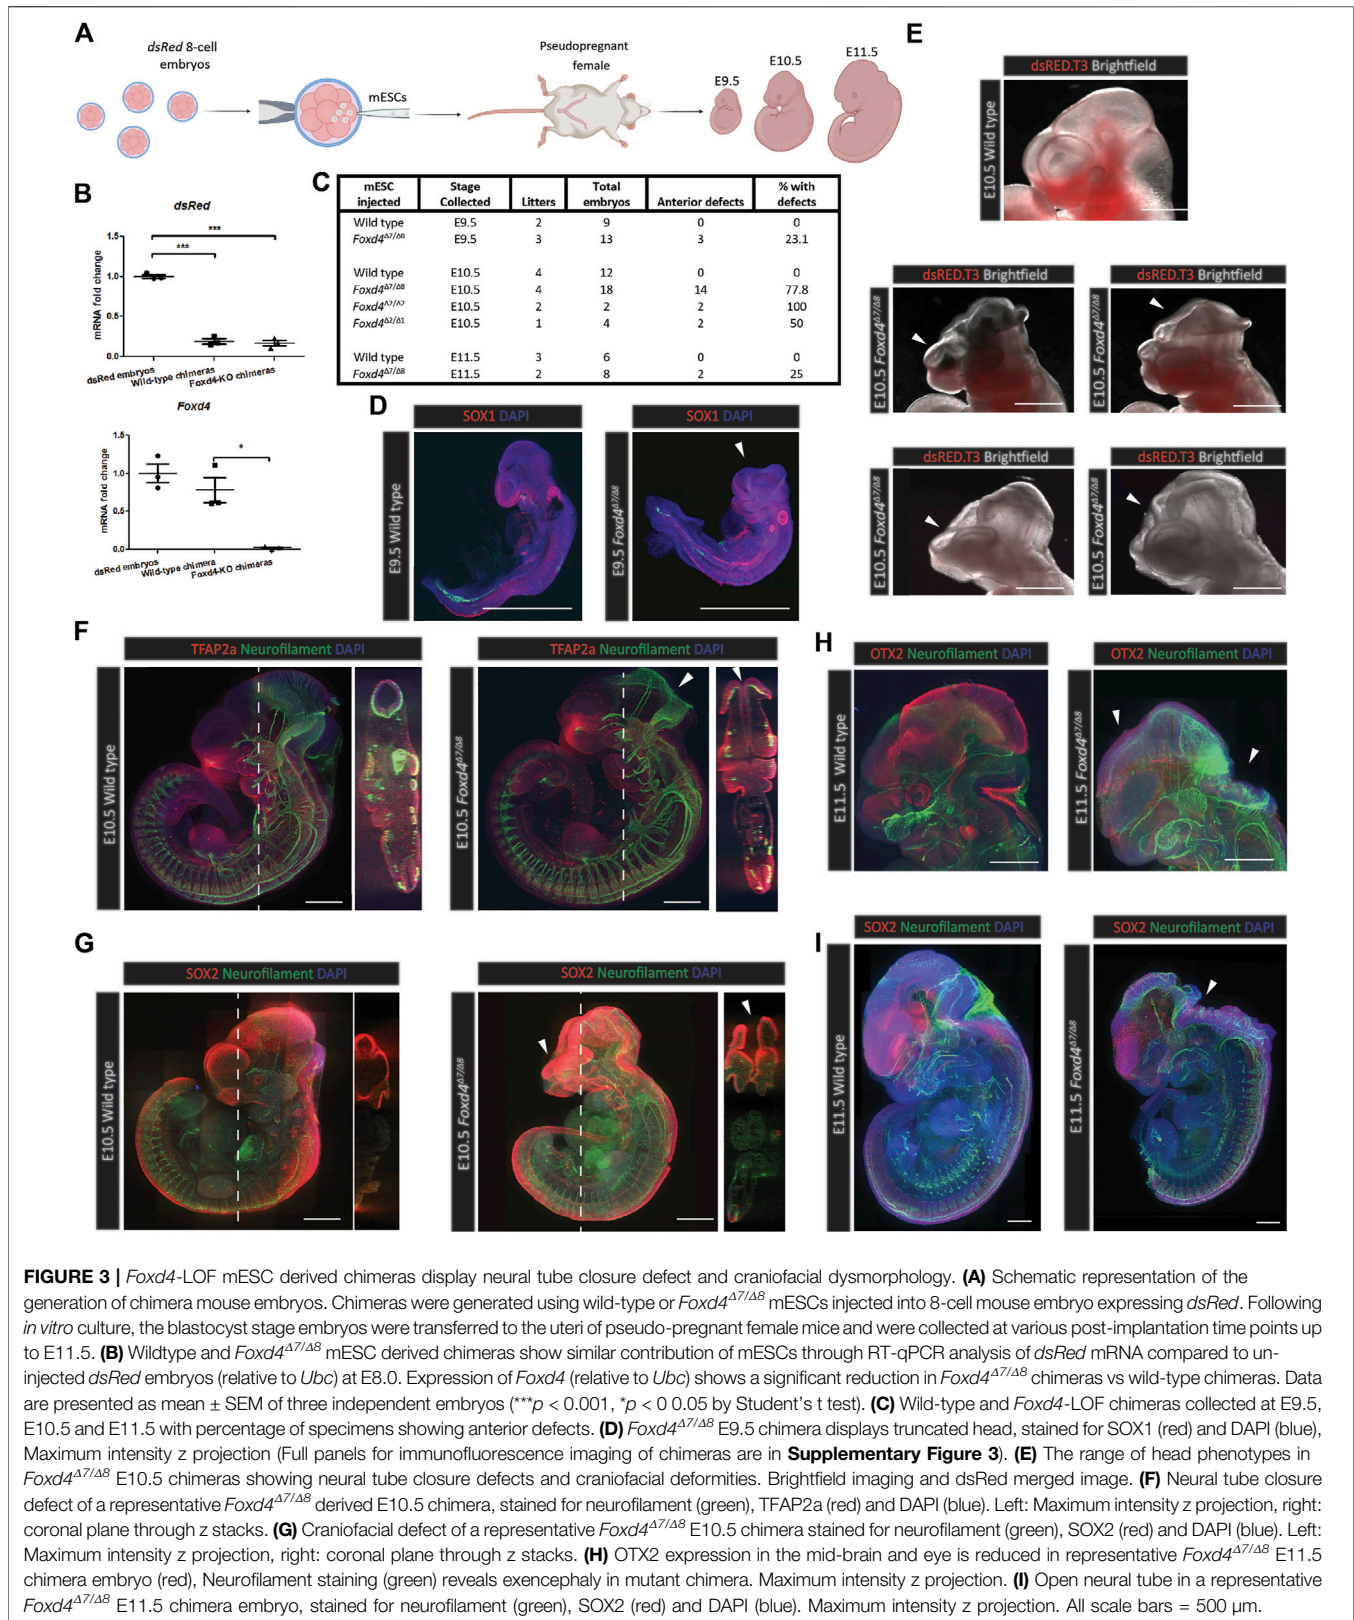 A
dsRed 8-cell
embryos
mESCs
Pseudopregnant
female
E9.5
E10.5
E11.5
B
dsRed
mRNA fold change
1.5
1.0
0.5
0.0
***
***
dsRed embryos
Wild-type chimeras
Foxd4-KO chimeras
Foxd4
mRNA fold change
1.5
1.0
0.5
0.0
*
dsRed embryos
Wild-type chimera
Foxd4-KO chimeras
C
mESC injected Stage Collected Litters Total embryos Anterior defects % with defects
Wild type E9.5 2 9 0 0
Foxd4Δ7/Δ8 E9.5 3 13 3 23.1
Wild type E10.5 4 12 0 0
Foxd4Δ7/Δ8 E10.5 4 18 14 77.8
Foxd4 E10.5 2 2 2 100
Foxd4Δ2/Δ1 E10.5 1 4 2 50
Wild type E11.5 3 6 0 0
Foxd4Δ7/Δ8 E11.5 2 8 2 25
D
SOX1 DAPI
E9.5 Wild type
SOX1 DAPI
E9.5 Foxd4Δ7/Δ8
E
dsRED.T3 Brightfield
E10.5 Wild type
dsRED.T3 Brightfield
E10.5 Foxd4Δ7/Δ8
dsRED.T3 Brightfield
E10.5 Foxd4Δ7/Δ8
dsRED.T3 Brightfield
E10.5 Foxd4Δ7/Δ8
dsRED.T3 Brightfield
E10.5 Foxd4Δ7/Δ8
F
TFAP2a Neurofilament DAPI
E10.5 Wild type
TFAP2a Neurofilament DAPI
E10.5 Foxd4Δ7/Δ8
G
SOX2 Neurofilament DAPI
E10.5 Wild type
SOX2 Neurofilament DAPI
E10.5 Foxd4Δ7/Δ8
H
OTX2 Neurofilament DAPI
E11.5 Wild type
OTX2 Neurofilament DAPI
E11.5 Foxd4Δ7/Δ8
I
SOX2 Neurofilament DAPI
E11.5 Wild type
SOX2 Neurofilament DAPI
E11.5 Foxd4Δ7/Δ8
FIGURE 3 | Foxd4-LOF mESC derived chimeras display neural tube closure defect and craniofacial dysmorphology. (A) Schematic representation of the
generation of chimera mouse embryos. Chimeras were generated using wild-type or Foxd4Δ7/Δ8 mESCs injected into 8-cell mouse embryo expressing dsRed. Following
in vitro culture, the blastocyst stage embryos were transferred to the uteri of pseudo-pregnant female mice and were collected at various post-implantation time points up
to E11.5. (B) Wildtype and Foxd4Δ7/Δ8 mESC derived chimeras show similar contribution of mESCs through RT-qPCR analysis of dsRed mRNA compared to un-
injected dsRed embryos (relative to Ubc) at E8.0. Expression of Foxd4 (relative to Ubc) shows a significant reduction in Foxd4Δ7/Δ8 chimeras vs wild-type chimeras. Data
are presented as mean ± SEM of three independent embryos (***p < 0.001, *p < 0 0.05 by Student's t test). (C) Wild-type and Foxd4-LOF chimeras collected at E9.5,
E10.5 and E11.5 with percentage of specimens showing anterior defects. (D) Foxd4Δ7/Δ8 E9.5 chimera displays truncated head, stained for SOX1 (red) and DAPI (blue),
Maximum intensity z projection (Full panels for immunofluorescence imaging of chimeras are in Supplementary Figure 3). (E) The range of head phenotypes in
Foxd4Δ7/Δ8 E10.5 chimeras showing neural tube closure defects and craniofacial deformities. Brightfield imaging and dsRed merged image. (F) Neural tube closure
defect of a representative Foxd4Δ7/Δ8 derived E10.5 chimera, stained for neurofilament (green), TFAP2a (red) and DAPI (blue). Left: Maximum intensity z projection, right:
coronal plane through z stacks. (G) Craniofacial defect of a representative Foxd4Δ7/Δ8 E10.5 chimera stained for neurofilament (green), SOX2 (red) and DAPI (blue). Left:
Maximum intensity z projection, right: coronal plane through z stacks. (H) OTX2 expression in the mid-brain and eye is reduced in representative Foxd4Δ7/Δ8 E11.5
chimera embryo (red), Neurofilament staining (green) reveals exencephaly in mutant chimera. Maximum intensity z projection. (I) Open neural tube in a representative
Foxd4Δ7/Δ8 E11.5 chimera embryo, stained for neurofilament (green), SOX2 (red) and DAPI (blue). Maximum intensity z projection. All scale bars = 500 μm.